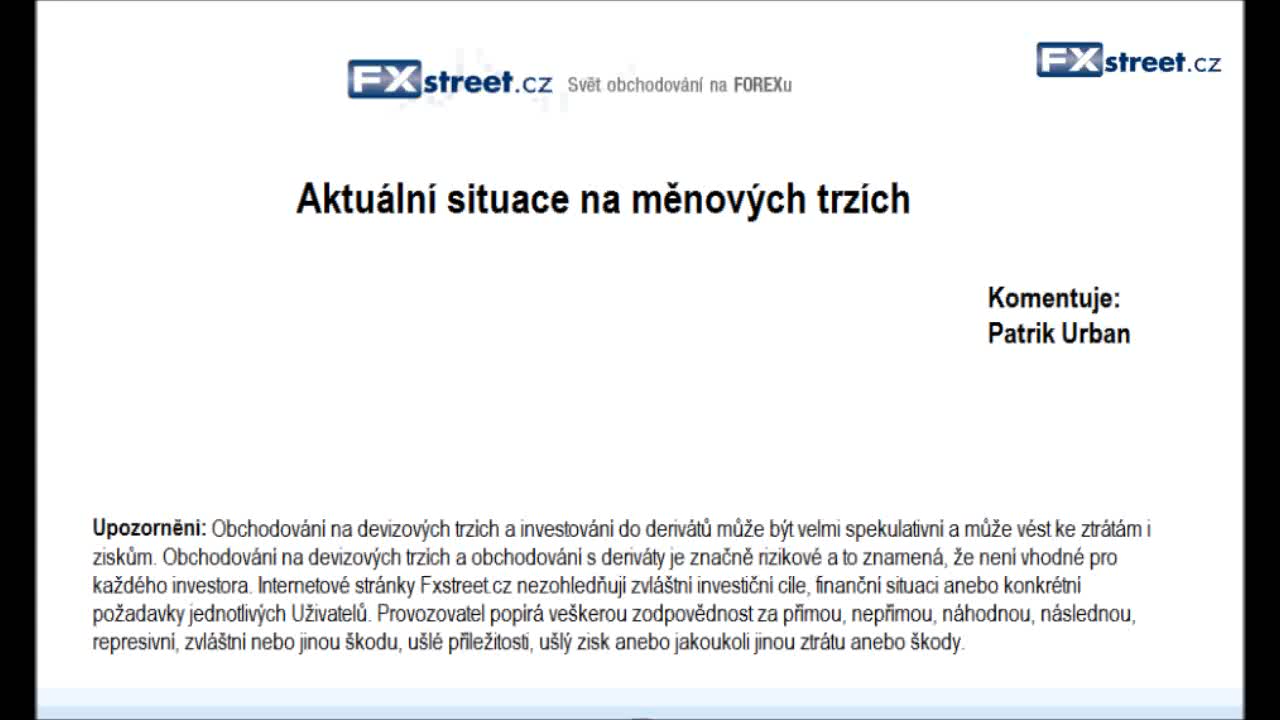 FXstreet.cz Svět obchodování na FOREXu
FXstreet.cz
Aktuální situace na měnových trzích
Komentuje:
Patrik Urban
Upozorněni: Obchodování na devizových trzích a investování do derivátů může být velmi spekulativní a může vést ke ztrátám i
ziskům. Obchodování na devizových trzích a obchodování s deriváty je značně rizikové a to znamená, že není vhodné pro
každého investora. Internetové stránky Fxstreet.cz nezohledňují zvláštní investiční cíle, finanční situaci anebo konkrétní
požadavky jednotlivých Uživatelů. Provozovatel popírá veškerou zodpovědnost za přímou, nepřímou, náhodnou, následnou,
represivní, zvláštní nebo jinou škodu, ušlé příležitosti, ušlý zisk anebo jakoukoli jinou ztrátu anebo škody.